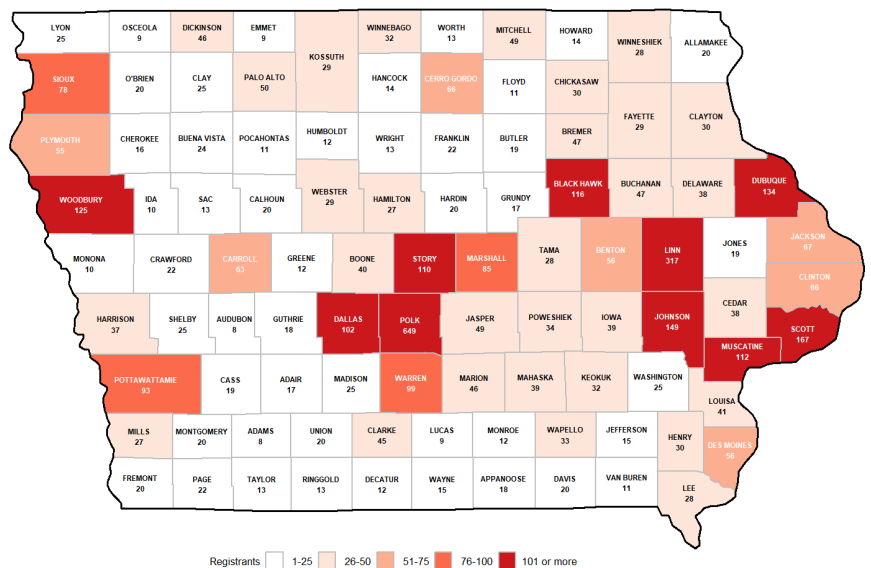 LYON
25
OSCEOLA
9
DICKINSON
46
EMMET
9
WINNEBAGO
32
WORTH
13
MITCHELL
49
HOWARD
14
WINNESHIEK
28
ALLAMAKEE
20
KOSSUTH
29
SIOUX
78
O'BRIEN
20
CLAY
25
PALO ALTO
50
HANCOCK
14
CERRO GORDO
66
FLOYD
11
CHICKASAW
30
PLYMOUTH
55
CHEROKEE
16
BUENA VISTA
24
POCAHONTAS
11
HUMBOLDT
12
WRIGHT
13
FRANKLIN
22
BUTLER
19
BREMER
47
FAYETTE
29
CLAYTON
30
WOODBURY
125
IDA
10
SAC
13
CALHOUN
20
WEBSTER
29
HAMILTON
27
HARDIN
20
GRUNDY
17
BLACK HAWK
116
BUCHANAN
47
DELAWARE
38
DUBUQUE
134
MONONA
10
CRAWFORD
22
CARROLL
63
GREENE
12
BOONE
40
STORY
110
MARSHALL
85
TAMA
28
BENTON
56
LINN
317
JONES
19
JACKSON
67
CLINTON
66
HARRISON
37
SHELBY
25
AUDUBON
8
GUTHRIE
18
DALLAS
102
POLK
649
JASPER
49
POWESHIEK
34
IOWA
39
JOHNSON
149
CEDAR
38
SCOTT
167
MUSCATINE
112
POTTAWATTAMIE
93
CASS
19
ADAIR
17
MADISON
25
WARREN
99
MARION
46
MAHASKA
39
KEOKUK
32
WASHINGTON
25
LOUISA
41
MILLS
27
MONTGOMERY
20
ADAMS
8
UNION
20
CLARKE
45
LUCAS
9
MONROE
12
WAPELLO
33
JEFFERSON
15
HENRY
30
DES MOINES
56
FREMONT
20
PAGE
22
TAYLOR
13
RINGGOLD
13
DECATUR
12
WAYNE
15
APPANOOSE
18
DAVIS
20
VAN BUREN
11
LEE
28
Registrants 1-25 26-50 51-75 76-100 101 or more